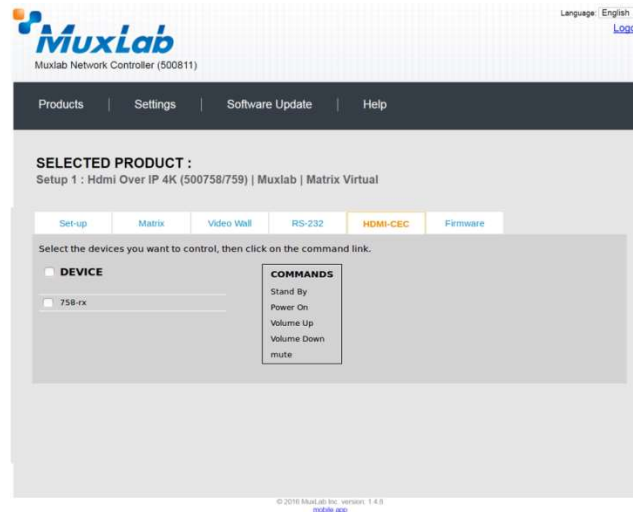 Language: English
Logo
MuxLab
Muxlab Network Controller (500811)
Products | Settings | Software Update | Help
SELECTED PRODUCT :
Setup 1 : Hdmi Over IP 4K (500758/759) | Muxlab | Matrix Virtual
Set-up Matrix Video Wall RS-232 HDMI-CEC Firmware
Select the devices you want to control, then click on the command link.
DEVICE
758-rx
COMMANDS
Stand By
Power On
Volume Up
Volume Down
mute
© 2016 MuxLab Inc. version: 1.4.8
mobile app